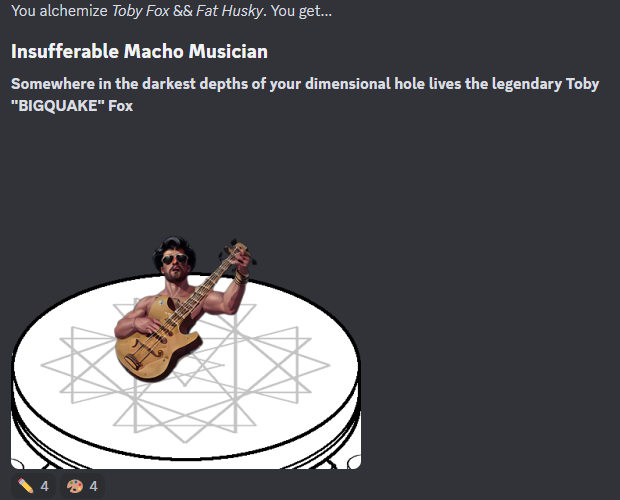 You alchemize Toby Fox && Fat Husky. You get...
Insufferable Macho Musician
Somewhere in the darkest depths of your dimensional hole lives the legendary Toby
"BIGQUAKE" Fox
4 4